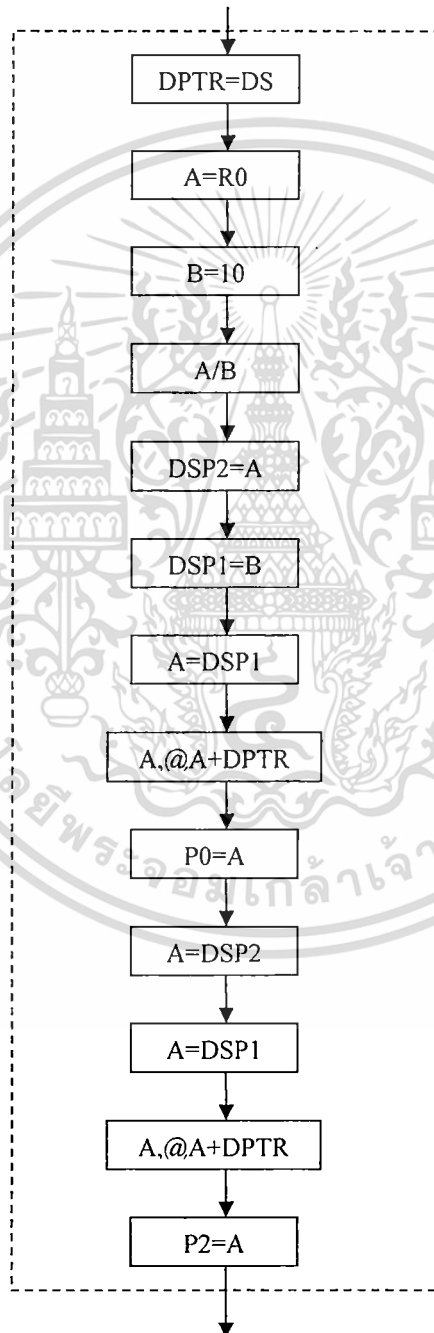 DPTR=DS
A=R0
B=10
A/B
DSP2=A
DSP1=B
A=DSP1
A,@A+DPTR
P0=A
A=DSP2
A=DSP1
A,@A+DPTR
P2=A